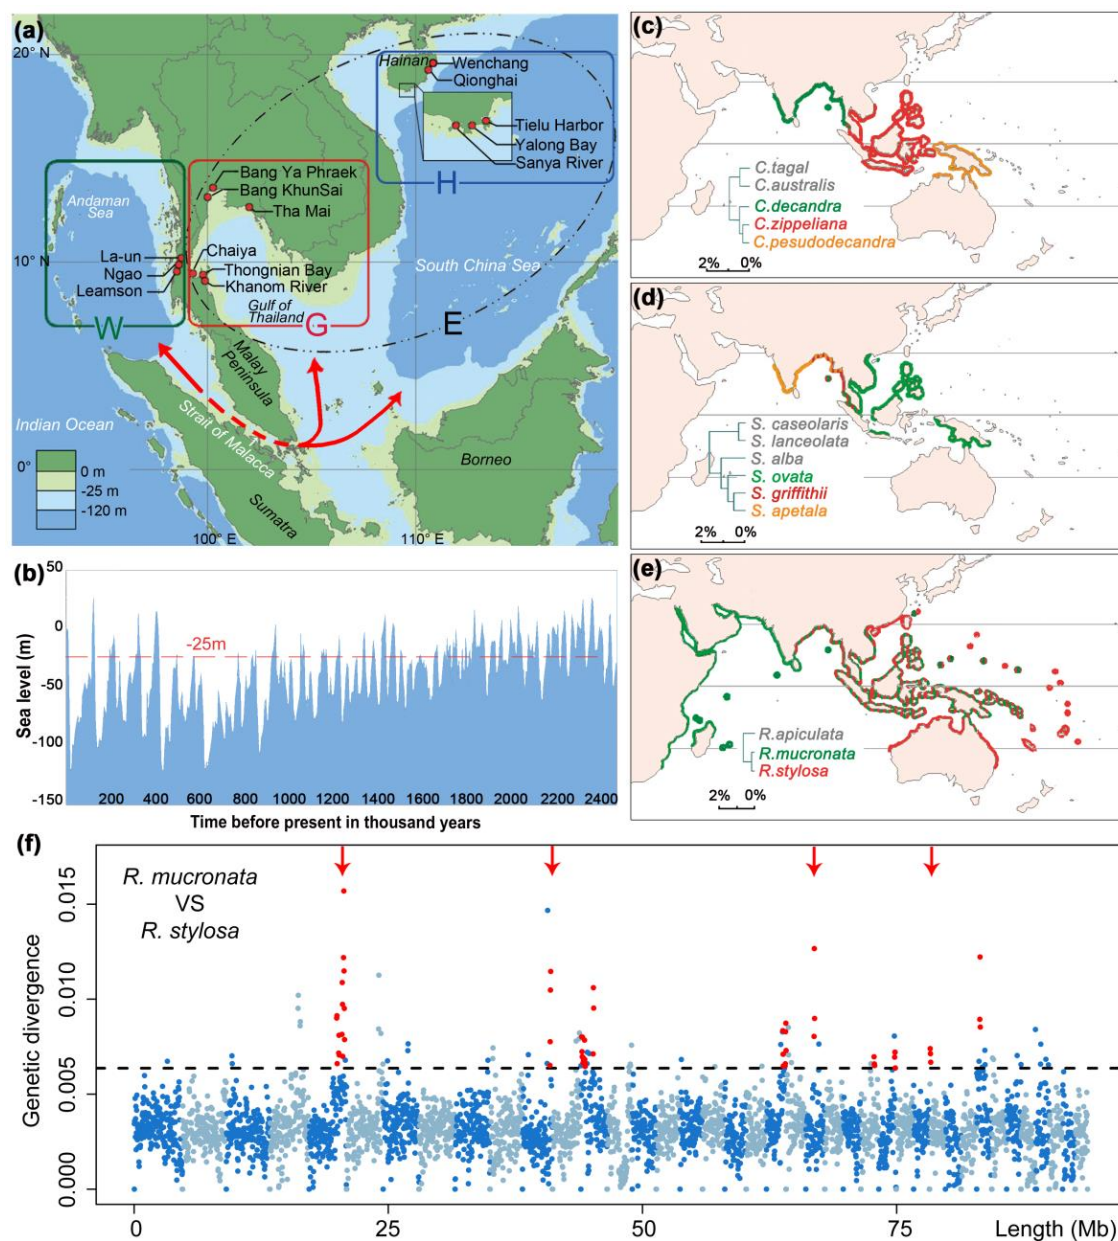 (a)
20° N
Hainan
Wenchang
Qionghai
Tielu Harbor
Yalong Bay
Sanya River
H
Bang Ya Phraek
Bang KhunSai
Tha Mai
Andaman
Sea
La-un
Ngao
Leamson
W
10° N
Chaiya
Thongnian Bay
Khanom River
Gulf of
Thailand
G
South China Sea
E
Malay
Peninsula
Strait of Malacca
Indian Ocean
0°
0 m
-25 m
-120 m
Sumatra
Borneo
100° E
110° E
(b)
50
0
-50
-100
-150
Sea level (m)
-25m
200 400 600 800 1000 1200 1400 1600 1800 2000 2200 2400
Time before present in thousand years
(c)
C.tagal
C.australis
C.decandra
C.zippeliana
C.pesudodecandra
2% 0%
(d)
S. caseolaris
S. lanceolata
S. alba
S. ovata
S. griffithii
S. apetala
2% 0%
(e)
R.apiculata
R.mucronata
R.stylosa
2% 0%
(f)
R. mucronata
VS
R. stylosa
Genetic divergence
0.015
0.010
0.005
0.000
0 25 50 75 Length (Mb)